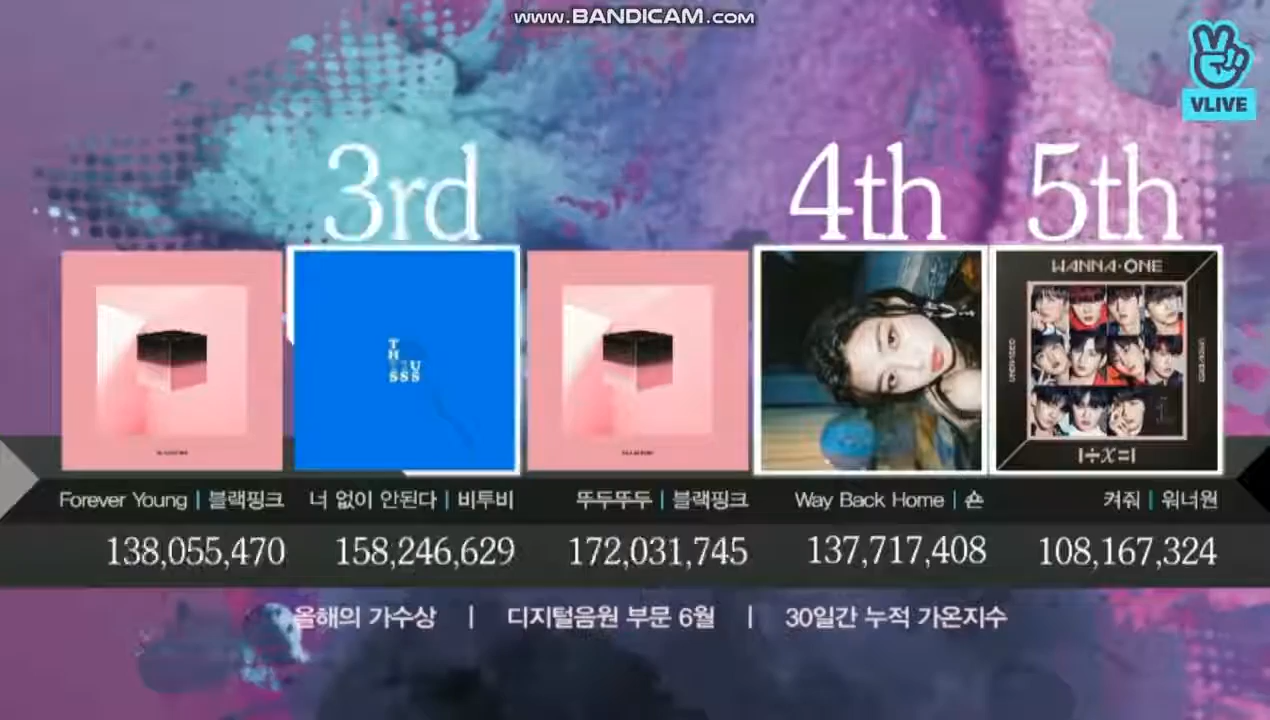 www.BANDICAM.com
VLIVE
3rd
4th
5th
THIS IS US
WANNA·ONE
UNDIVIDED
1÷x=1
Forever Young | 블랙핑크
너 없이 안된다 | 비투비
뚜두뚜두 | 블랙핑크
Way Back Home | 숀
켜줘 | 워너원
138,055,470
158,246,629
172,031,745
137,717,408
108,167,324
올해의 가수상 | 디지털음원 부문 6월 | 30일간 누적 가온지수